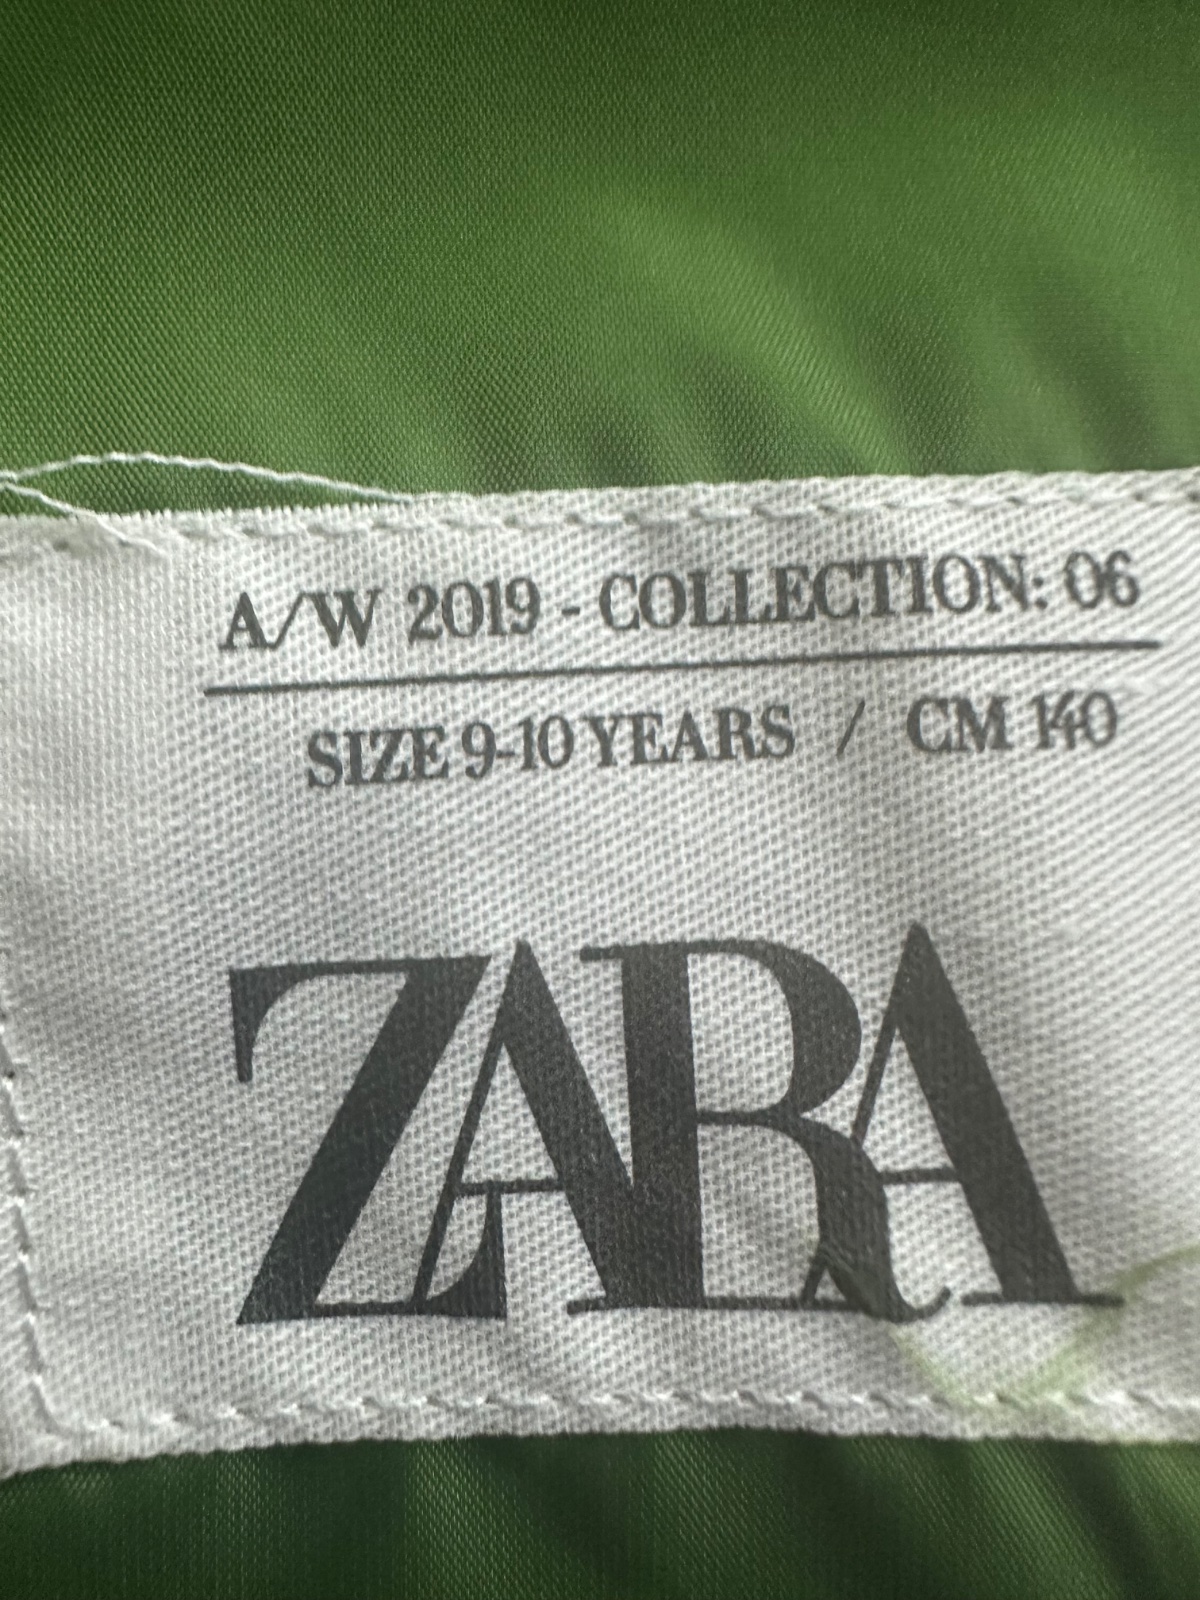 A/W 2019 - COLLECTION: 06
SIZE 9-10 YEARS / CM 140
ZARA